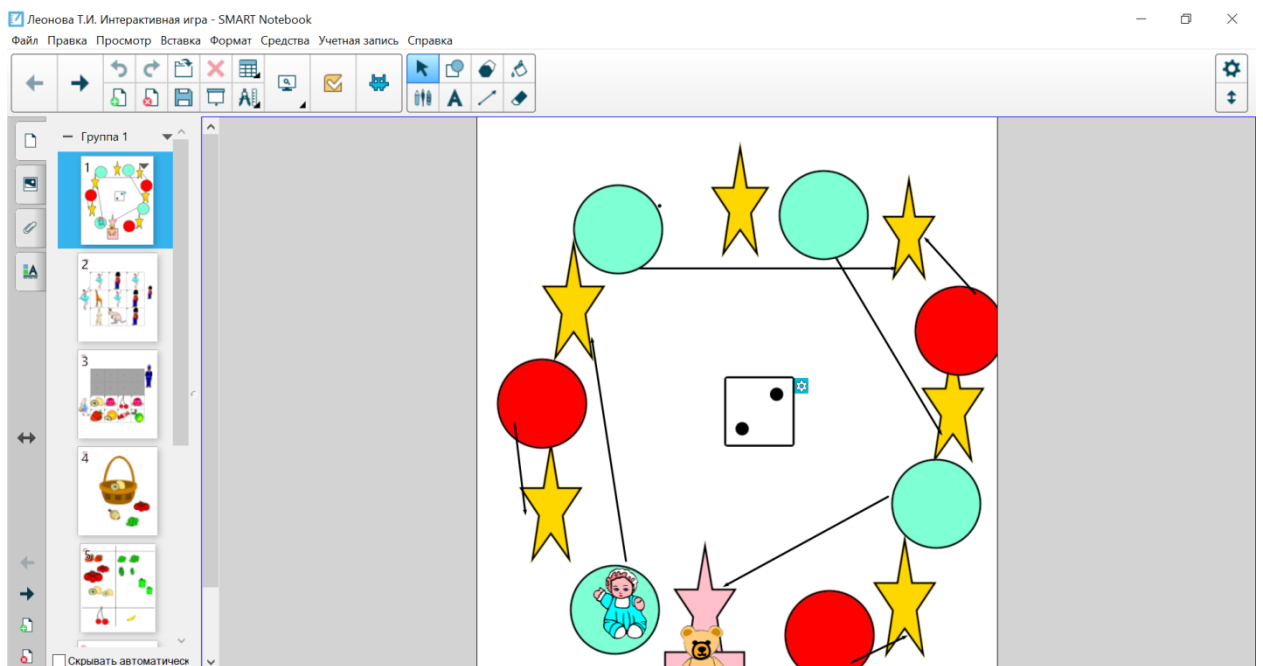 Леонова Т.И. Интерактивная игра - SMART Notebook
Файл Правка Просмотр Вставка Формат Средства Учетная запись Справка
Группа 1
1
2
3
4
5
Скрывать автоматическ